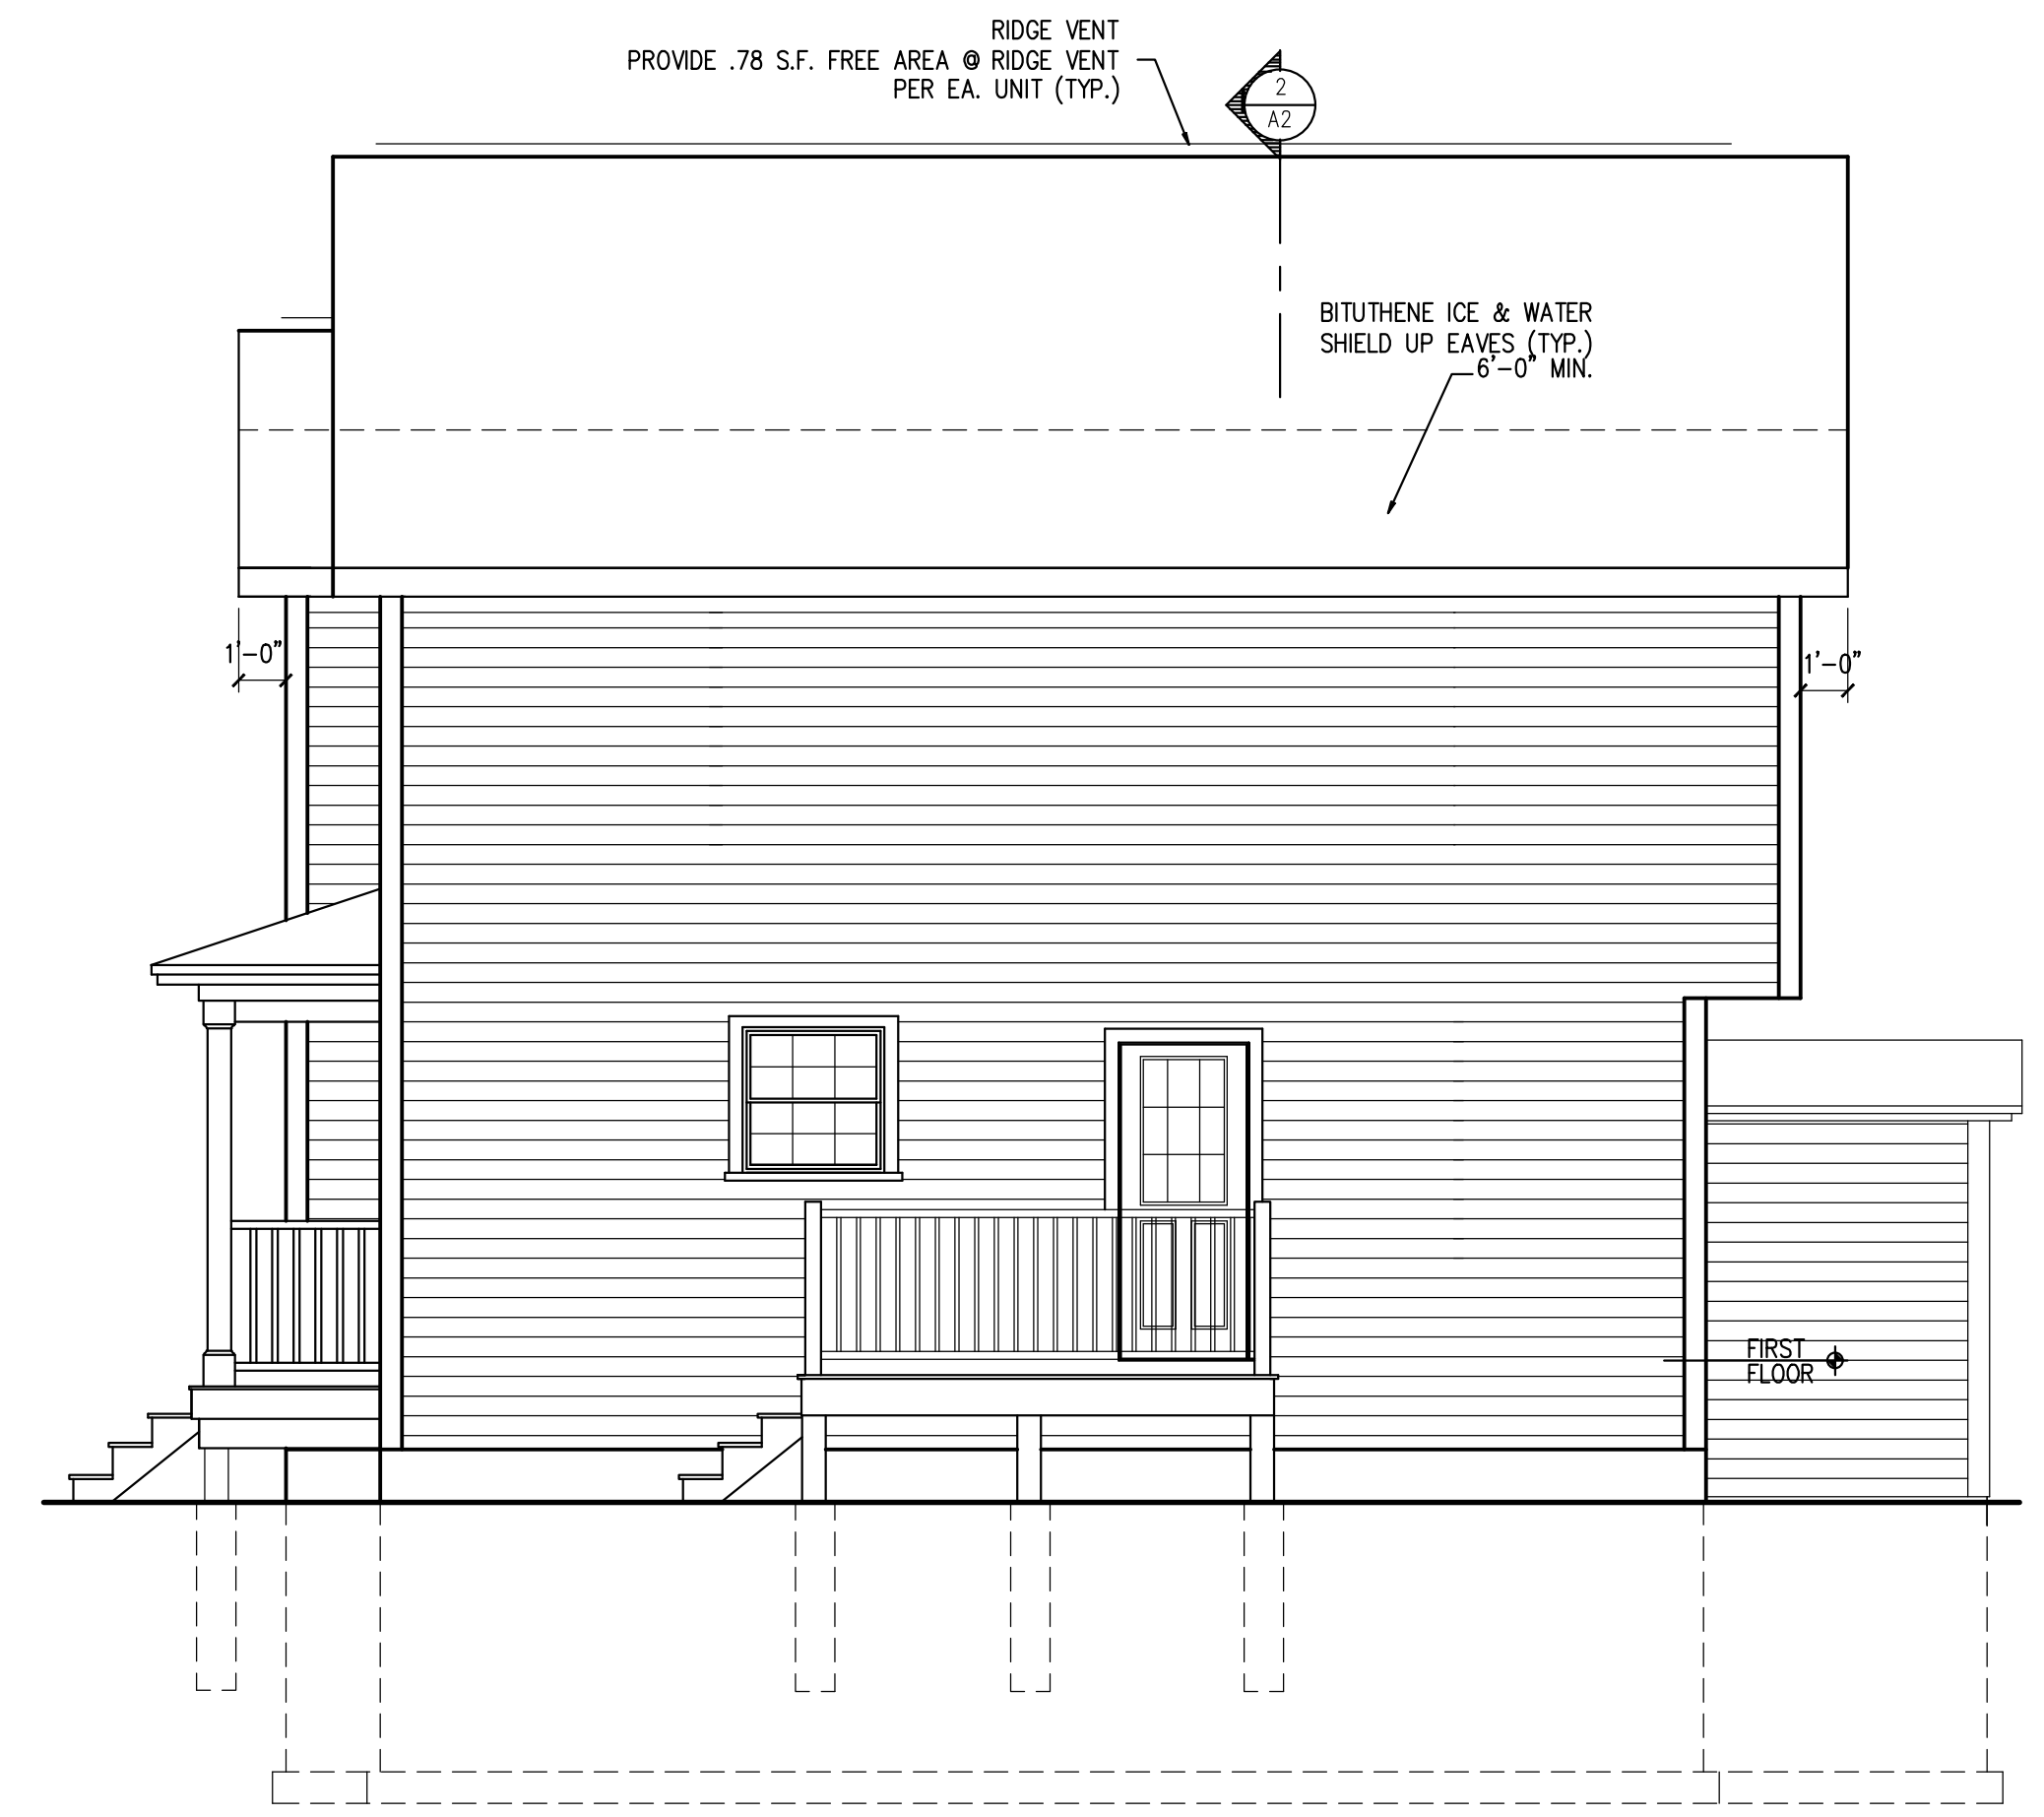 RIDGE VENT
PROVIDE .78 S.F. FREE AREA @ RIDGE VENT
PER EA. UNIT (TYP.)
2
A2
BITUTHENE ICE & WATER
SHIELD UP EAVES (TYP.)
6'-0" MIN.
1'-0"
1'-0"
FIRST
FLOOR